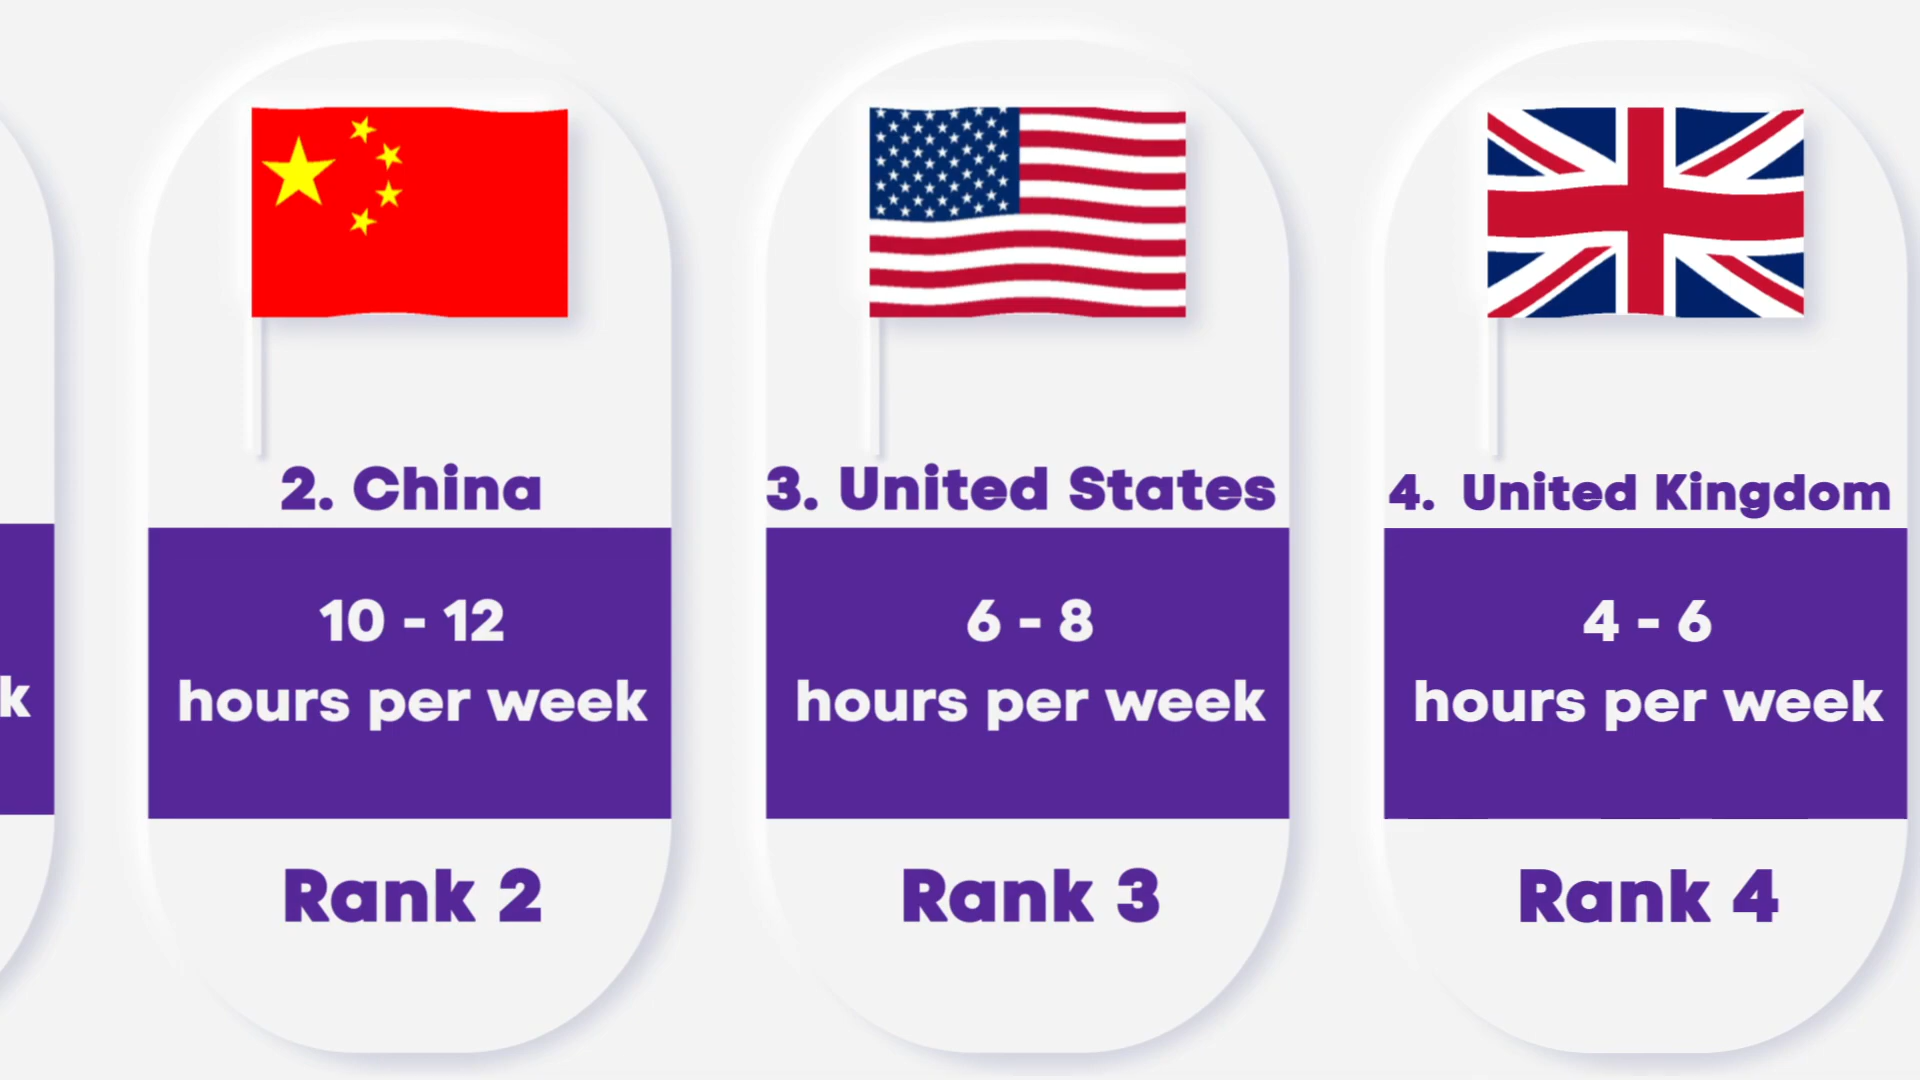 k
2. China
10 - 12
hours per week
Rank 2
3. United States
6 - 8
hours per week
Rank 3
4. United Kingdom
4 - 6
hours per week
Rank 4